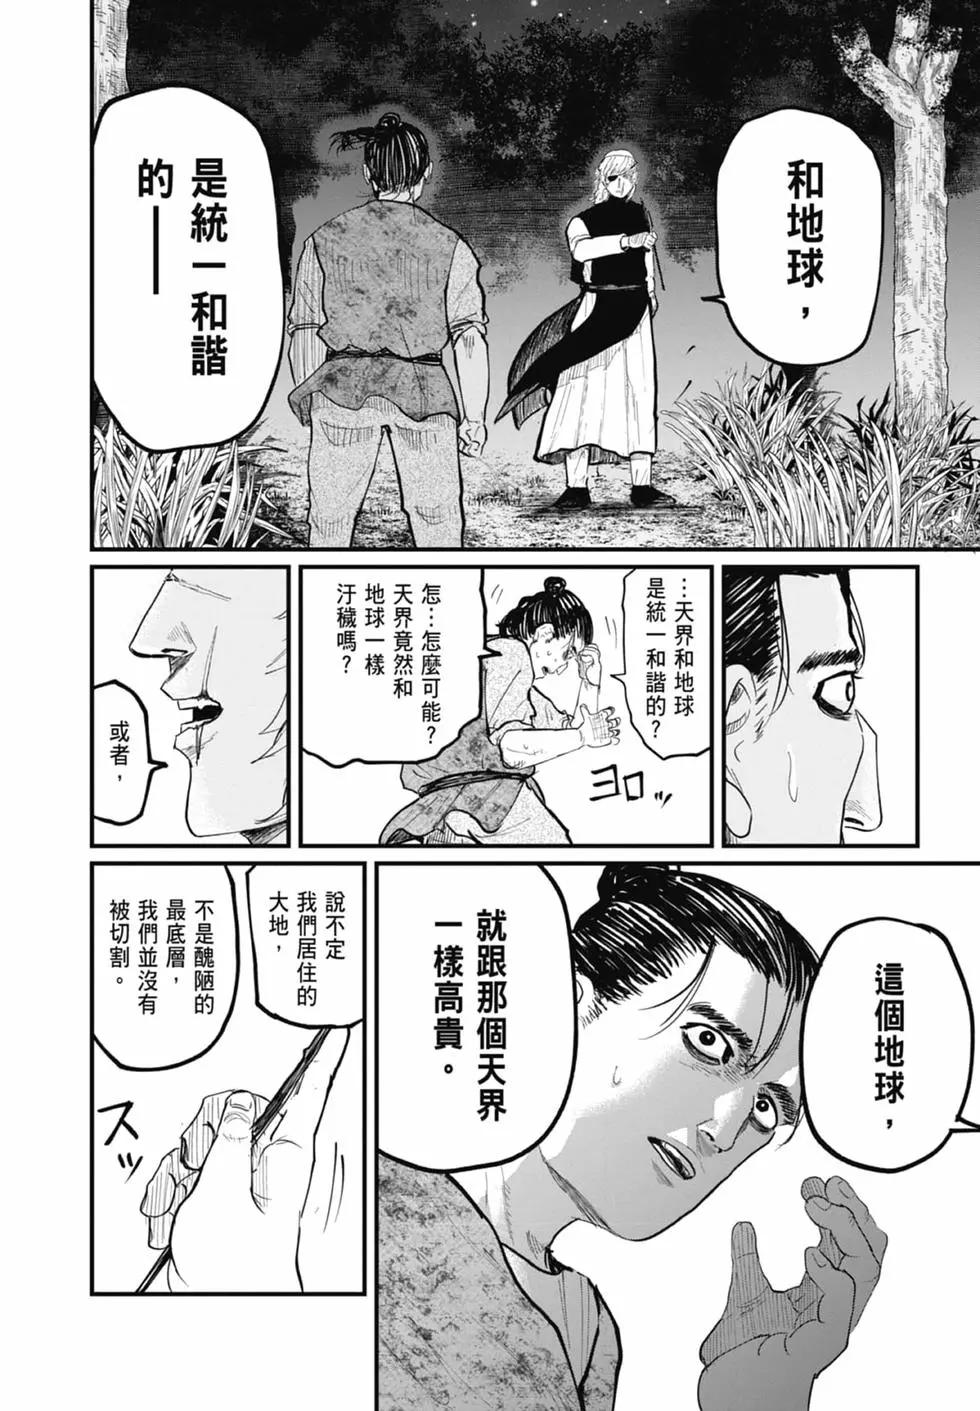 和地球，
是統一和諧
的——
…天界和地球
是統一和諧的？
怎…怎麼可能？
天界竟然和
地球一樣
汙穢嗎？
ヨロッ
或者，
這個地球，
就跟那個天界
一樣高貴。
說不定
我們居住的
大地，
不是醜陋的
最底層，
我們並沒有
被切割。
スッ